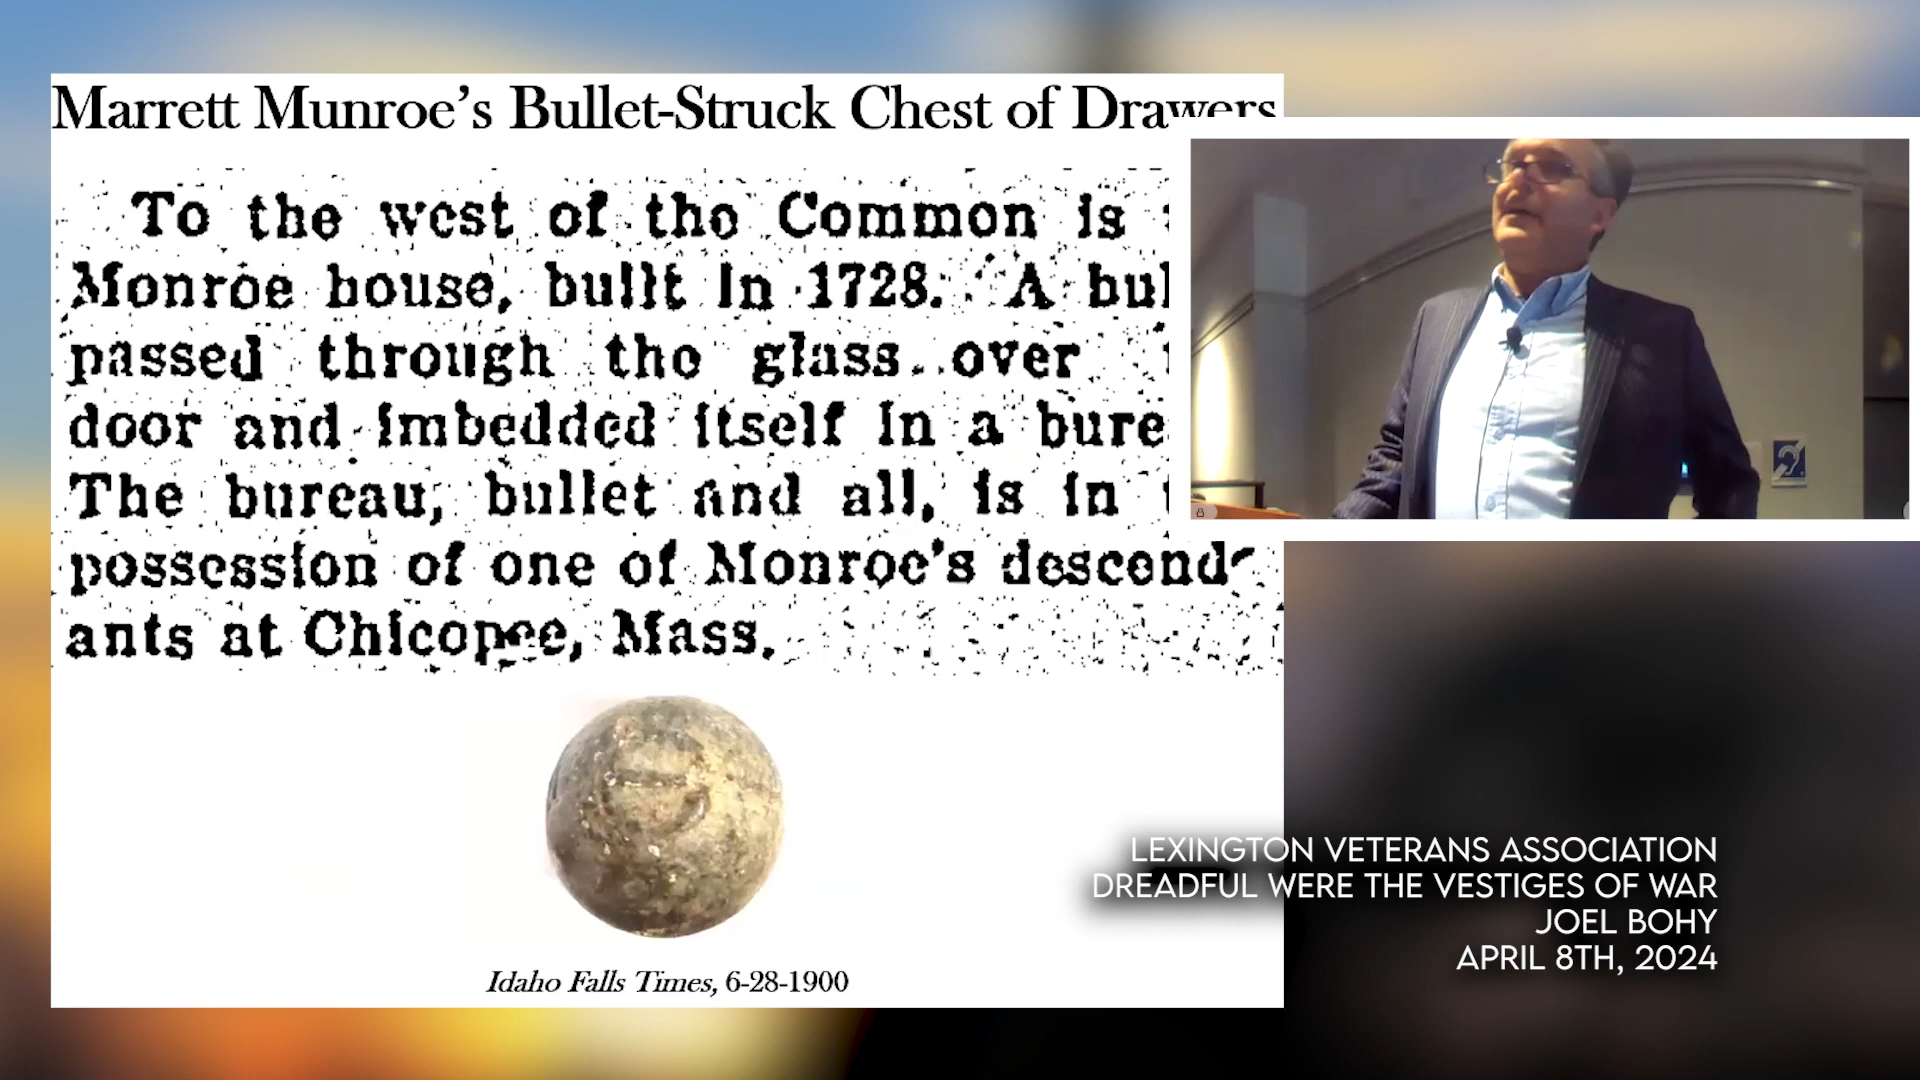 Marrett Munroe's Bullet-Struck Chest of Drawers
To the west of the Common is
Monroe house, built in 1728. A bul
passed through the glass over
door and imbedded itself in a bure
The bureau, bullet and all, is in
possession of one of Monroe's descend
ants at Chicopee, Mass.
Idaho Falls Times, 6-28-1900
LEXINGTON VETERANS ASSOCIATION
DREADFUL WERE THE VESTIGES OF WAR
JOEL BOHY
APRIL 8TH, 2024